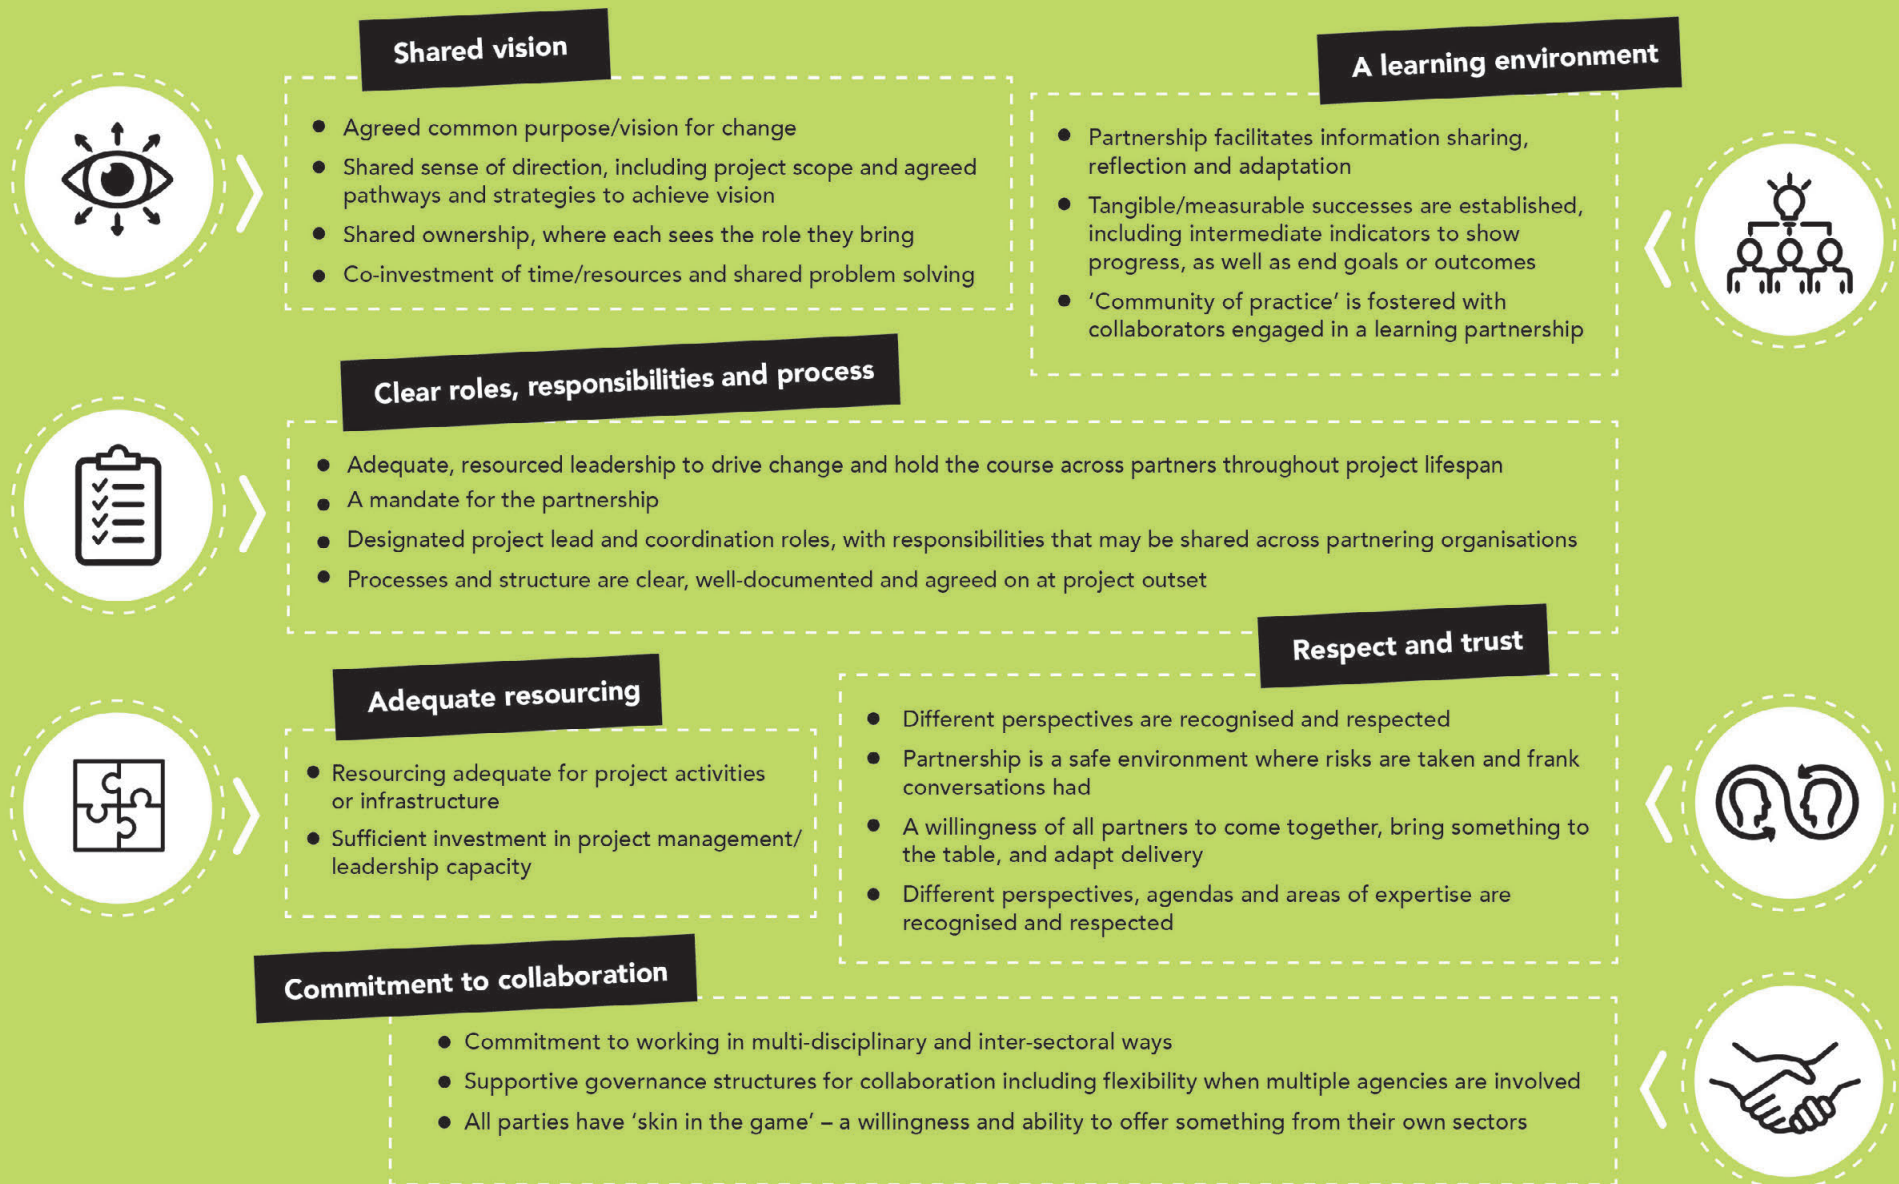 Shared vision
• Agreed common purpose/vision for change
• Shared sense of direction, including project scope and agreed
pathways and strategies to achieve vision
• Shared ownership, where each sees the role they bring
• Co-investment of time/resources and shared problem solving
A learning environment
• Partnership facilitates information sharing,
reflection and adaptation
• Tangible/measurable successes are established,
including intermediate indicators to show
progress, as well as end goals or outcomes
• ‘Community of practice’ is fostered with
collaborators engaged in a learning partnership
Clear roles, responsibilities and process
• Adequate, resourced leadership to drive change and hold the course across partners throughout project lifespan
• A mandate for the partnership
• Designated project lead and coordination roles, with responsibilities that may be shared across partnering organisations
• Processes and structure are clear, well-documented and agreed on at project outset
Adequate resourcing
• Resourcing adequate for project activities
or infrastructure
• Sufficient investment in project management/
leadership capacity
Respect and trust
• Different perspectives are recognised and respected
• Partnership is a safe environment where risks are taken and frank
conversations had
• A willingness of all partners to come together, bring something to
the table, and adapt delivery
• Different perspectives, agendas and areas of expertise are
recognised and respected
Commitment to collaboration
• Commitment to working in multi-disciplinary and inter-sectoral ways
• Supportive governance structures for collaboration including flexibility when multiple agencies are involved
• All parties have ‘skin in the game’ – a willingness and ability to offer something from their own sectors